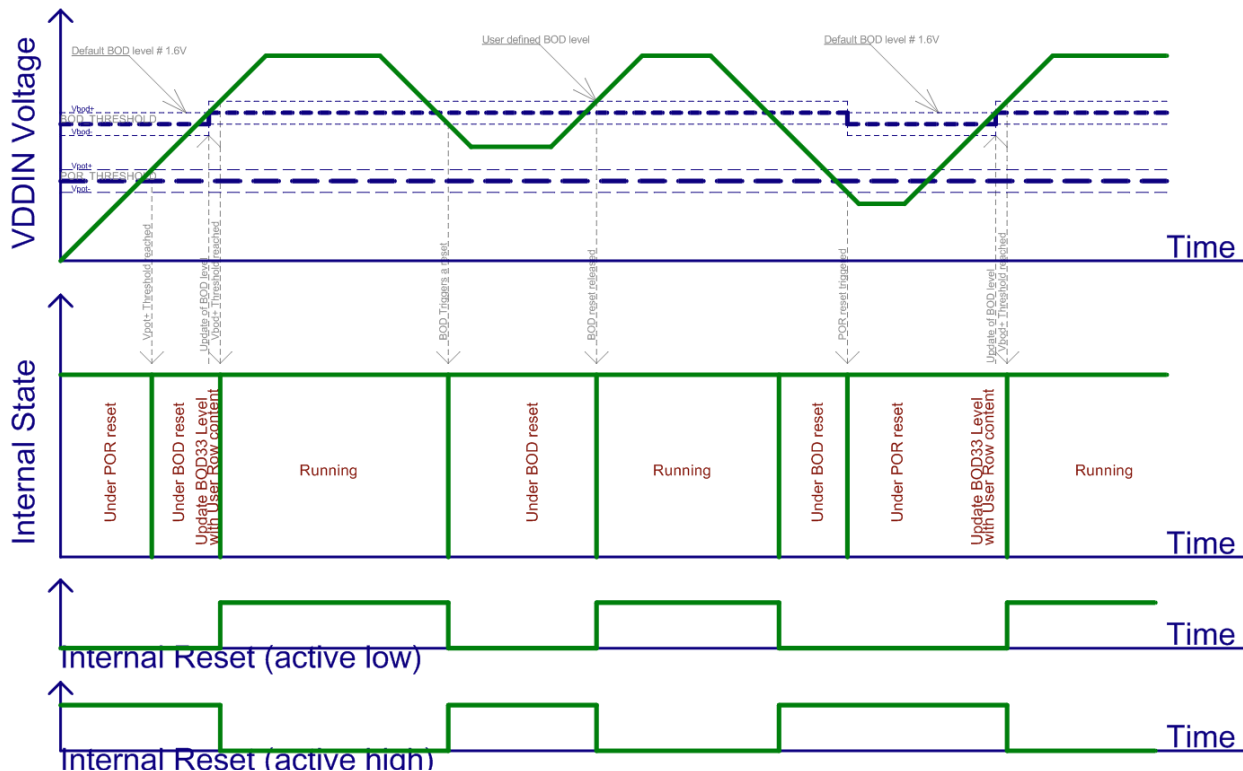 Default BOD level # 1.6V
User defined BOD level
Default BOD level # 1.6V
VDDIN Voltage
Vbod+
BOD_THRESHOLD
Vbod-
Vpot+
POR_THRESHOLD
Vpot-
Time
Vpot+ Threshold reached
Update of BOD level
Vbod+ Threshold reached
BOD Triggers a reset
BOD reset released
POR reset triggered
Update of BOD level
Vbod+ Threshold reached
Internal State
Under POR reset
Under BOD reset
Update BOD33 Level
with User Row content
Running
Under BOD reset
Running
Under BOD reset
Under POR reset
Update BOD33 Level
with User Row content
Running
Time
Internal Reset (active low)
Time
Internal Reset (active high)
Time